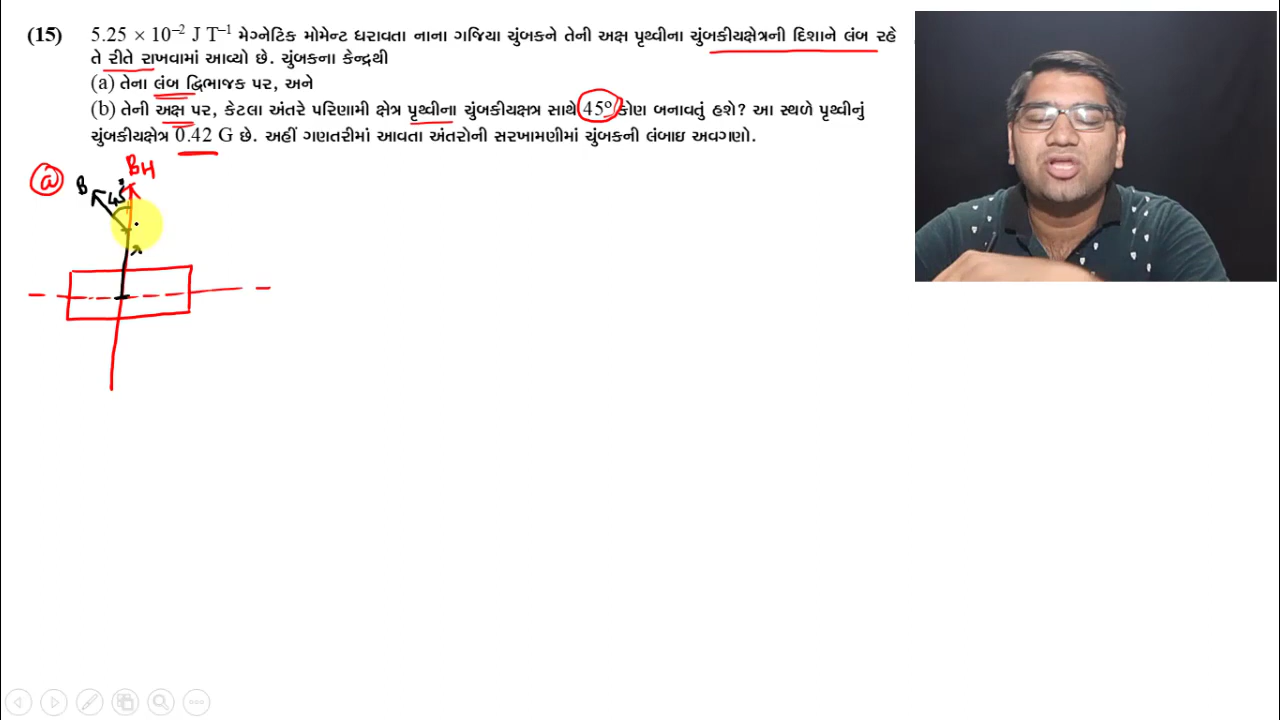 (15) 5.25 × 10⁻² J T⁻¹ મેગ્નેટિક મોમેન્ટ ધરાવતા નાના ગજિયા ચુંબકને તેની અક્ષ પૃથ્વીના ચુંબકીયક્ષેત્રની દિશાને લંબ રહે
તે રીતે રાખવામાં આવ્યો છે. ચુંબકના કેન્દ્રથી
(a) તેના લંબ દ્વિભાજક પર, અને
(b) તેની અક્ષ પર, કેટલા અંતરે પરિણામી ક્ષેત્ર પૃથ્વીના ચુંબકીયક્ષેત્ર સાથે 45° કોણ બનાવતું હશે? આ સ્થળે પૃથ્વીનું
ચુંબકીયક્ષેત્ર 0.42 G છે. અહીં ગણતરીમાં આવતા અંતરોની સરખામણીમાં ચુંબકની લંબાઇ અવગણો.
(a)
BH
B
45°
r